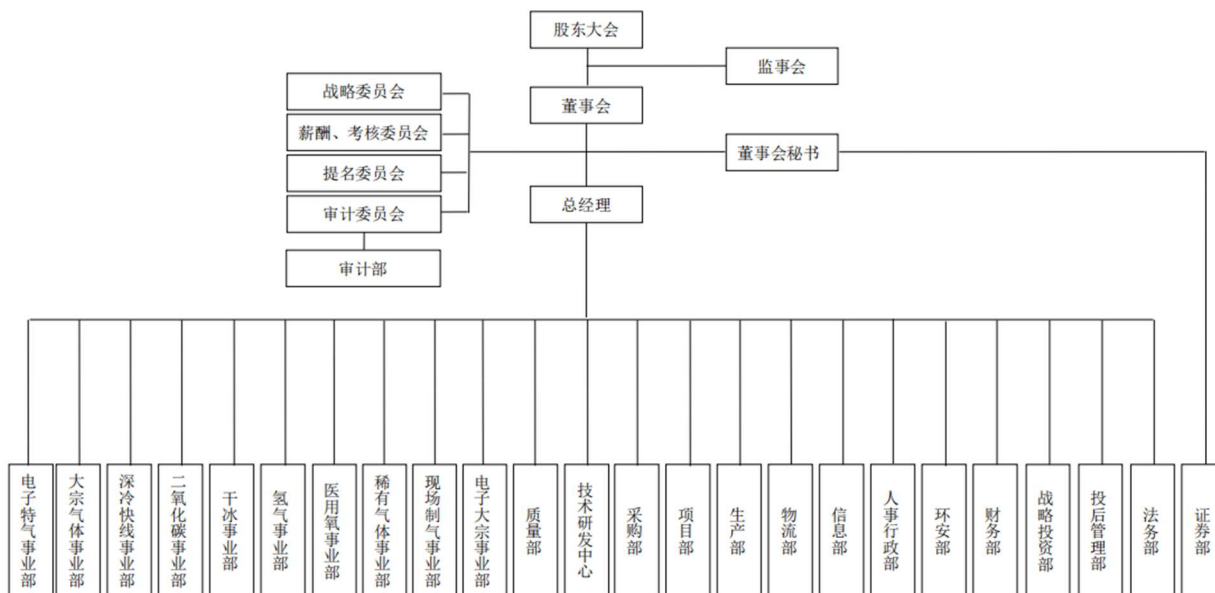 股东大会
监事会
战略委员会
董事会
薪酬、考核委员会
董事会秘书
提名委员会
总经理
审计委员会
审计部
电子特气事业部
大宗气体事业部
深冷快线事业部
二氧化碳事业部
干冰事业部
氢气事业部
医用氧事业部
稀有气体事业部
现场制气事业部
电子大宗事业部
质量部
技术研发中心
采购部
项目部
生产部
物流部
信息部
人事行政部
环安部
财务部
战略投资部
投后管理部
法务部
证券部